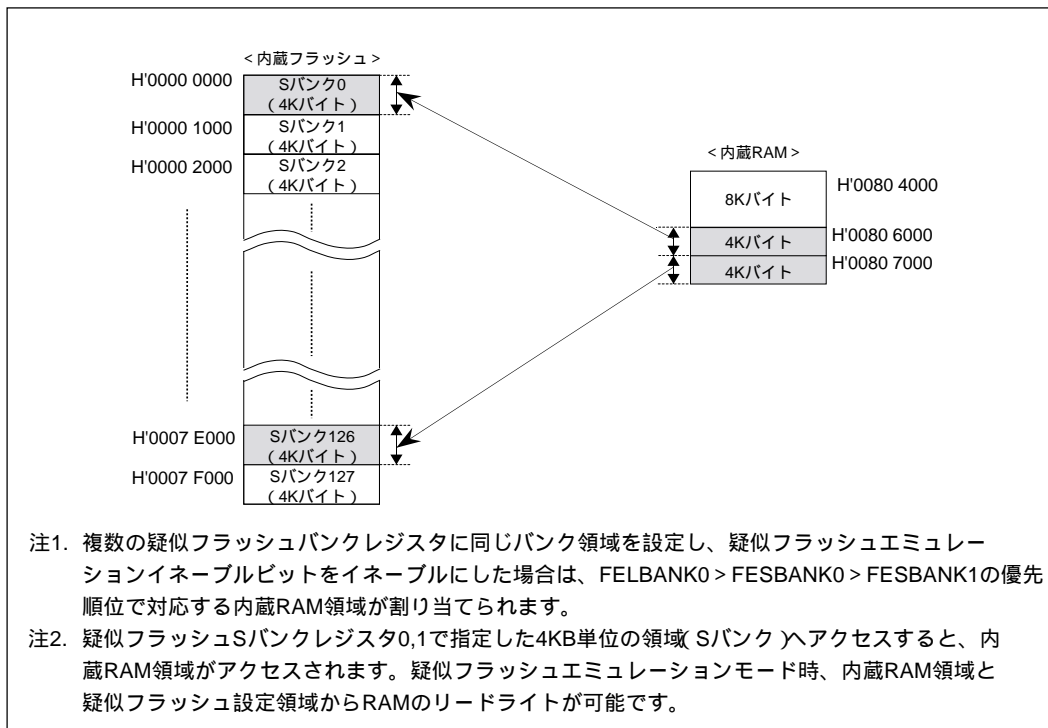 ＜内蔵フラッシュ＞
H'0000 0000
Sバンク0
（4Kバイト）
H'0000 1000
Sバンク1
（4Kバイト）
H'0000 2000
Sバンク2
（4Kバイト）
＜内蔵RAM＞
8Kバイト
H'0080 4000
4Kバイト
H'0080 6000
4Kバイト
H'0080 7000
H'0007 E000
Sバンク126
（4Kバイト）
H'0007 F000
Sバンク127
（4Kバイト）
注1. 複数の疑似フラッシュバンクレジスタに同じバンク領域を設定し、疑似フラッシュエミュレー
ションイネーブルビットをイネーブルにした場合は、FELBANK0＞FESBANK0＞FESBANK1の優先
順位で対応する内蔵RAM領域が割り当てられます。
注2. 疑似フラッシュSバンクレジスタ0,1で指定した4KB単位の領域（Sバンク）へアクセスすると、内
蔵RAM領域がアクセスされます。疑似フラッシュエミュレーションモード時、内蔵RAM領域と
疑似フラッシュ設定領域からRAMのリードライトが可能です。